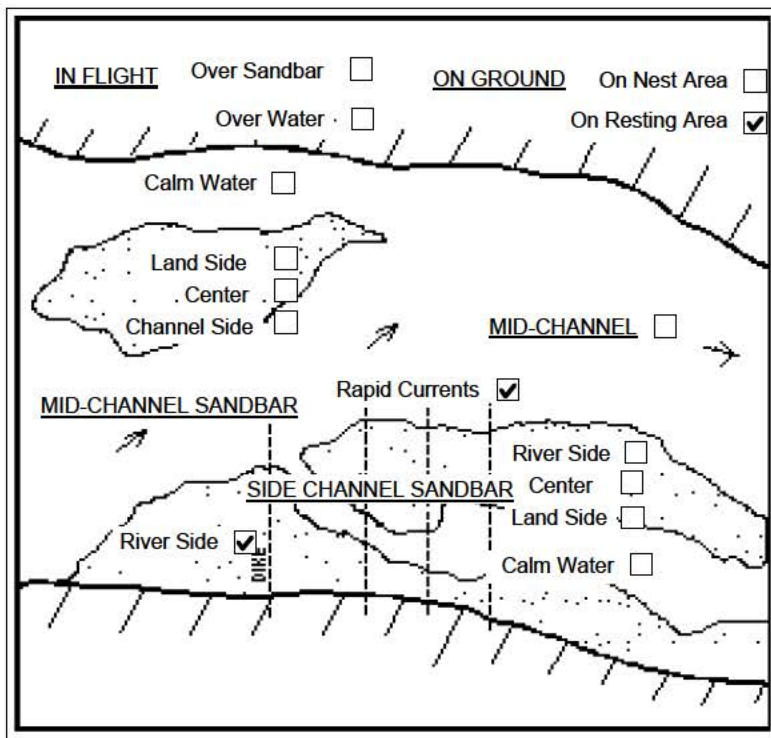 IN FLIGHT Over Sandbar ON GROUND On Nest Area
Over Water On Resting Area
Calm Water
Land Side
Center
Channel Side
MID-CHANNEL
Rapid Currents
MID-CHANNEL SANDBAR
River Side
SIDE CHANNEL SANDBAR Center
Land Side
River Side
DIKE
Calm Water